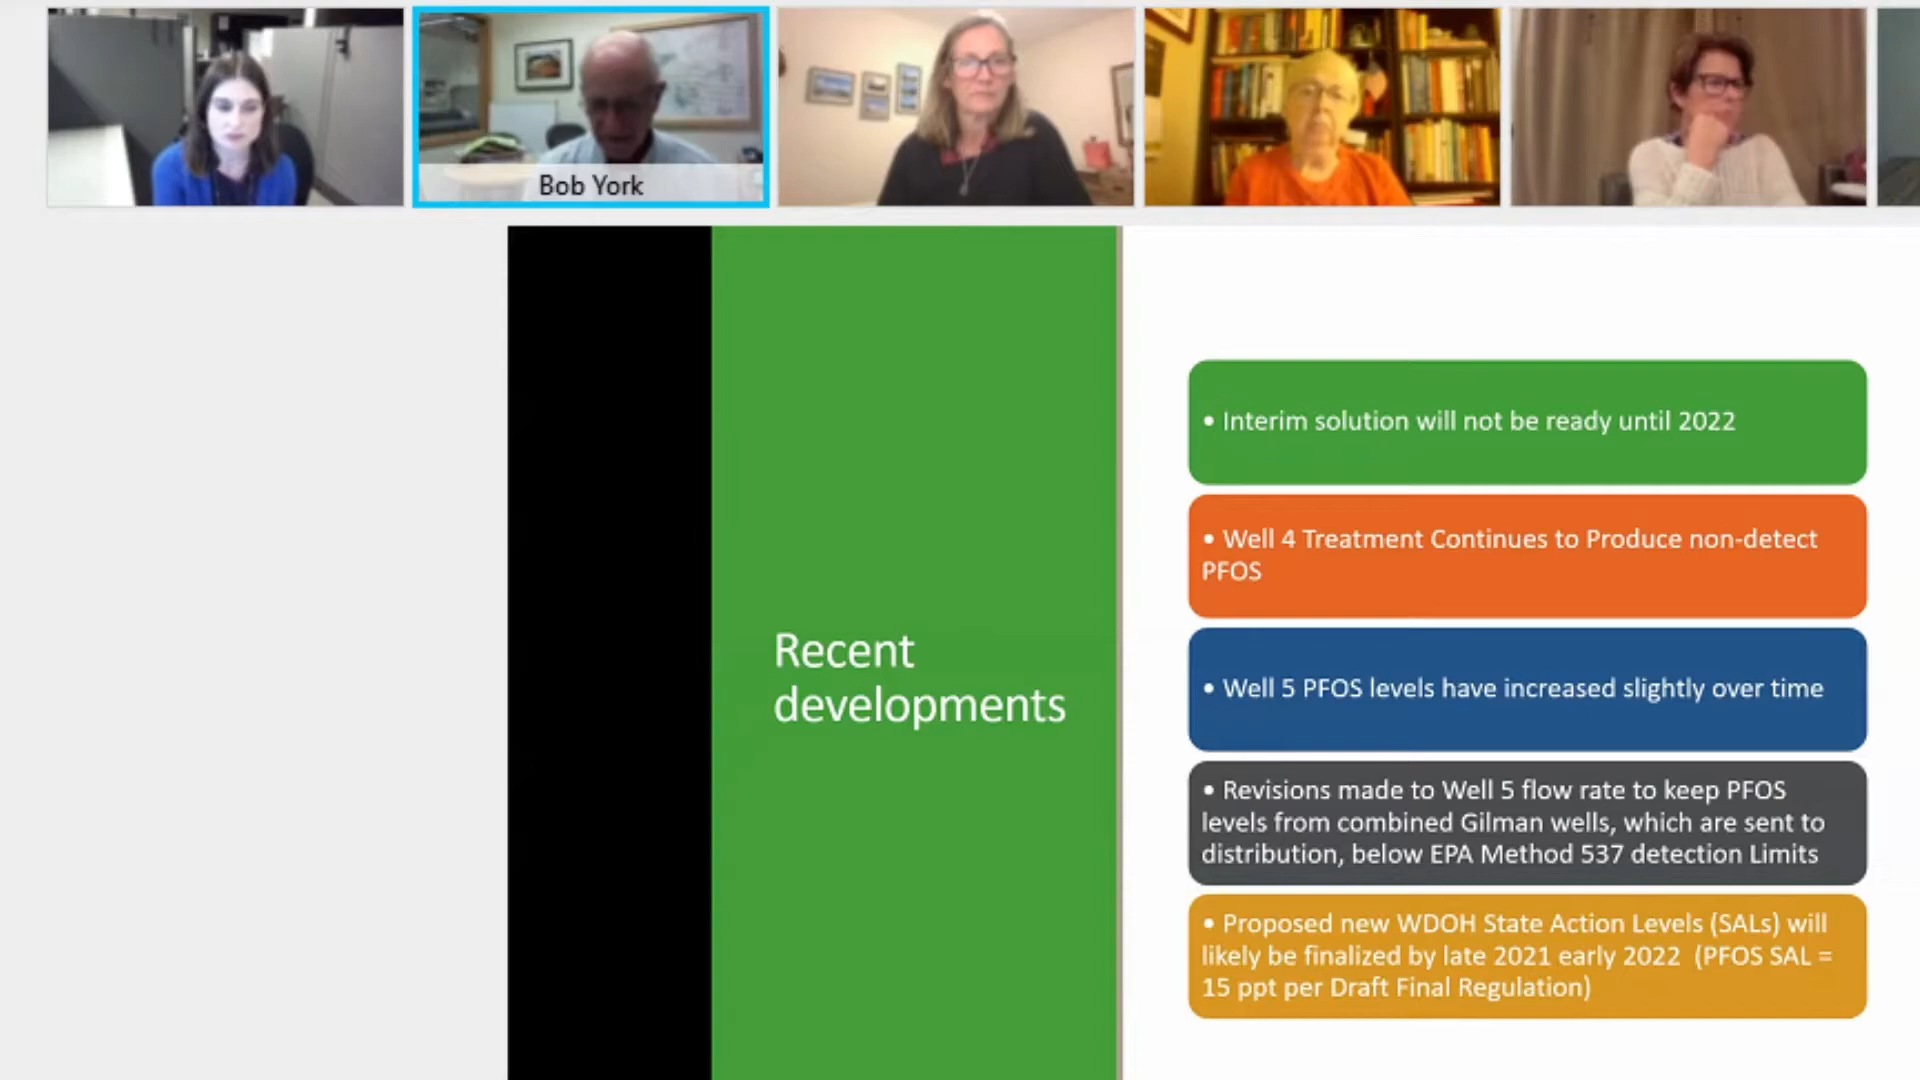 Bob York
Recent
developments
• Interim solution will not be ready until 2022
• Well 4 Treatment Continues to Produce non-detect
PFOS
• Well 5 PFOS levels have increased slightly over time
• Revisions made to Well 5 flow rate to keep PFOS
levels from combined Gilman wells, which are sent to
distribution, below EPA Method 537 detection Limits
• Proposed new WDOH State Action Levels (SALs) will
likely be finalized by late 2021 early 2022 (PFOS SAL =
15 ppt per Draft Final Regulation)